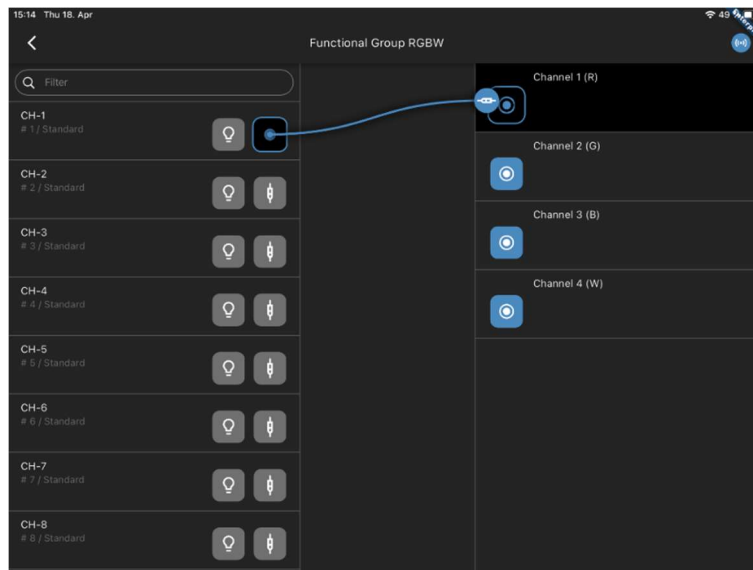 15:14 Thu 18. Apr
49
Functional Group RGBW
Filter
CH-1
# 1 / Standard
CH-2
# 2 / Standard
CH-3
# 3 / Standard
CH-4
# 4 / Standard
CH-5
# 5 / Standard
CH-6
# 6 / Standard
CH-7
# 7 / Standard
CH-8
# 8 / Standard
Channel 1 (R)
Channel 2 (G)
Channel 3 (B)
Channel 4 (W)